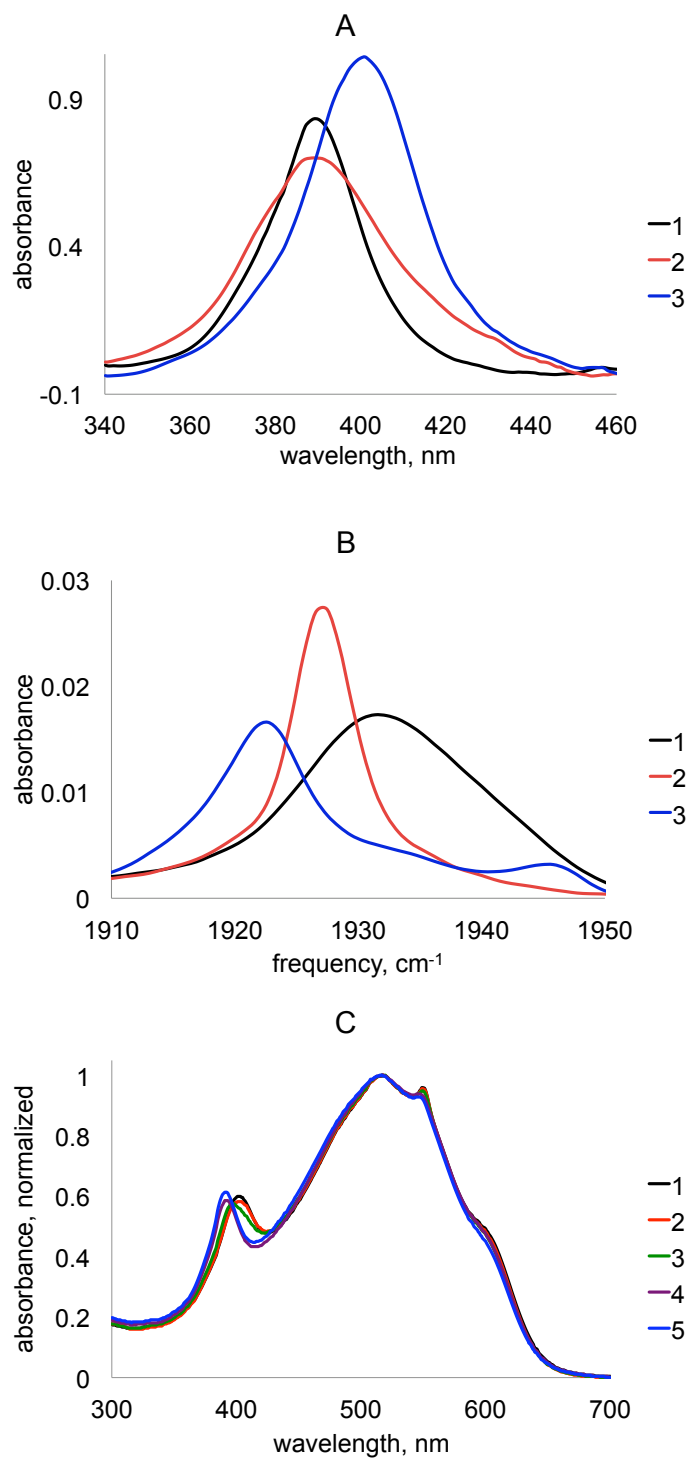 A
absorbance
0.9
0.4
-0.1
340 360 380 400 420 440 460
wavelength, nm
1
2
3
B
absorbance
0.03
0.02
0.01
0
1910 1920 1930 1940 1950
frequency, cm-1
1
2
3
C
absorbance, normalized
1
0.8
0.6
0.4
0.2
0
300 400 500 600 700
wavelength, nm
1
2
3
4
5